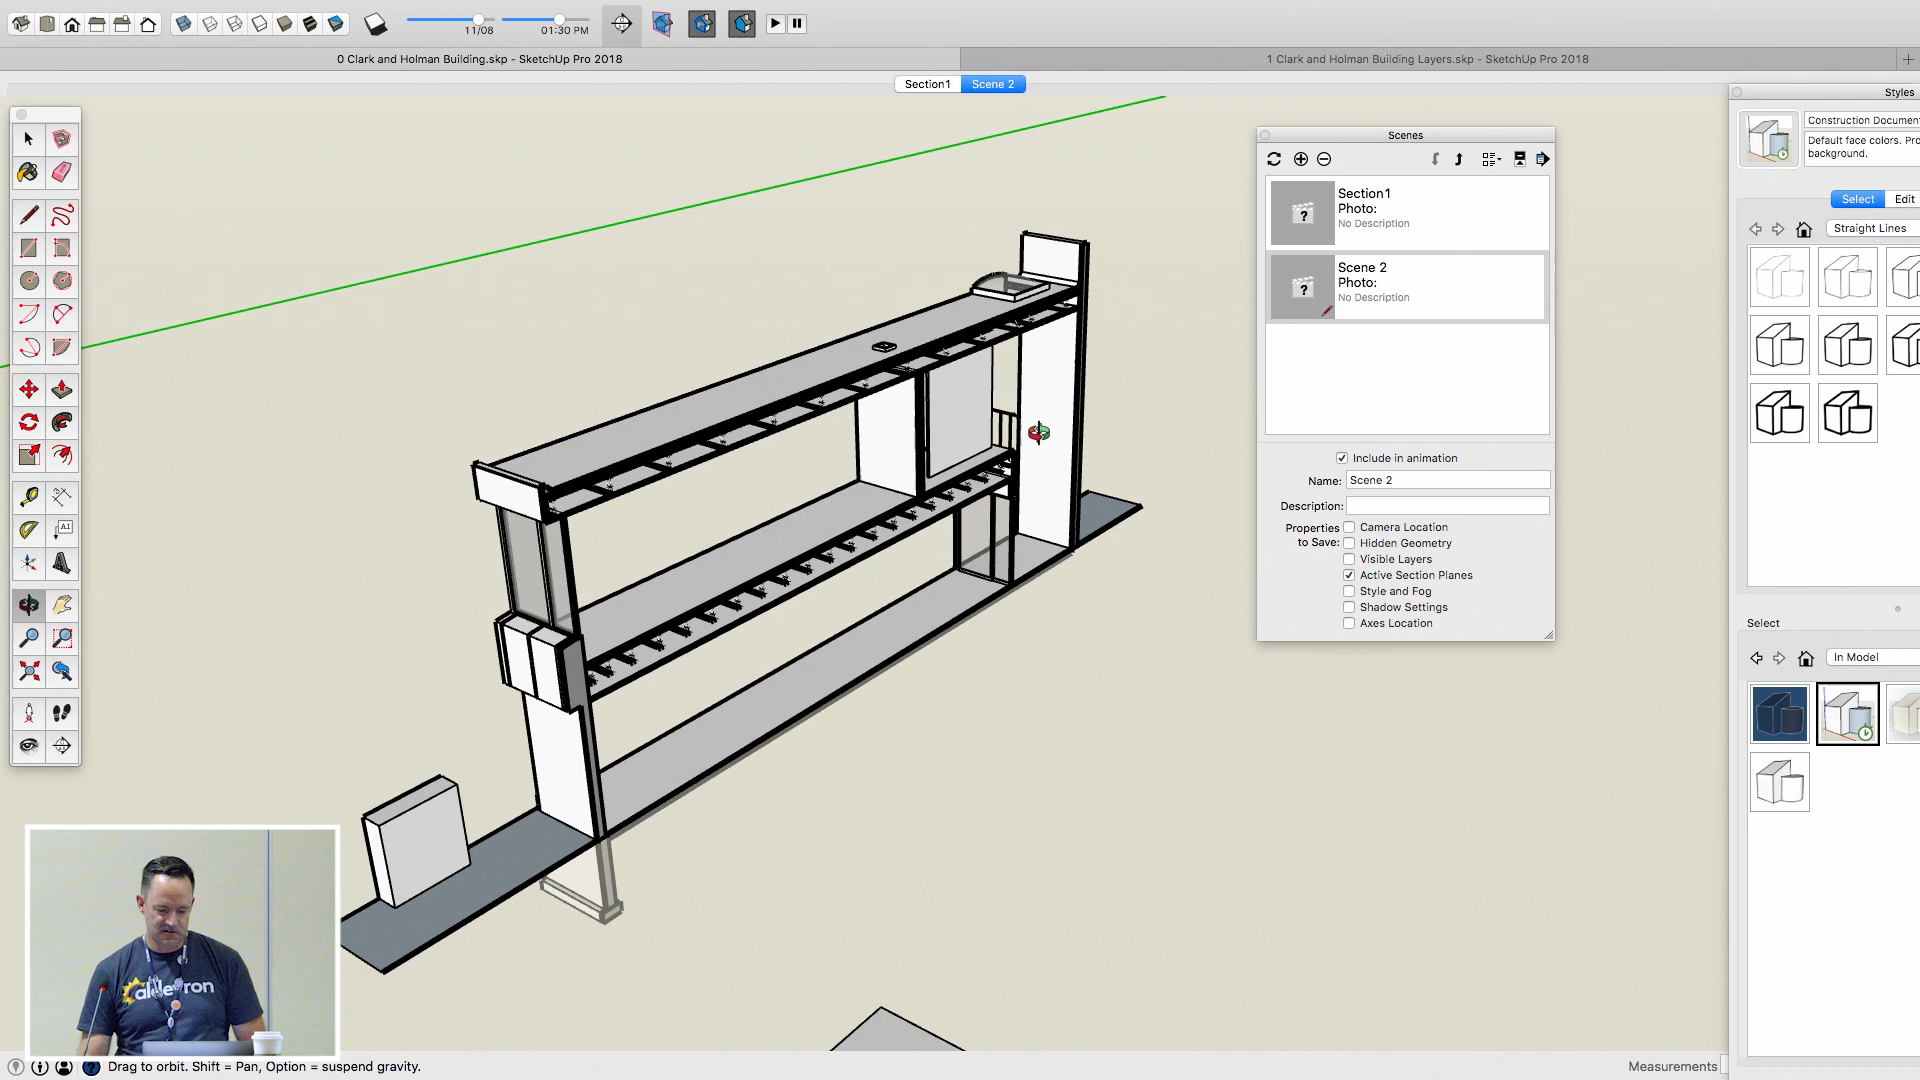 11/08
01:30 PM
0 Clark and Holman Building.skp - SketchUp Pro 2018
1 Clark and Holman Building Layers.skp - SketchUp Pro 2018
Section1
Scene 2
Styles
Construction Document
Default face colors. Pro
background.
Select
Edit
Straight Lines
Select
In Model
Scenes
Section1
Photo:
No Description
Scene 2
Photo:
No Description
Include in animation
Name: Scene 2
Description:
Properties to Save:
Camera Location
Hidden Geometry
Visible Layers
Active Section Planes
Style and Fog
Shadow Settings
Axes Location
A1
Drag to orbit. Shift = Pan, Option = suspend gravity.
Measurements